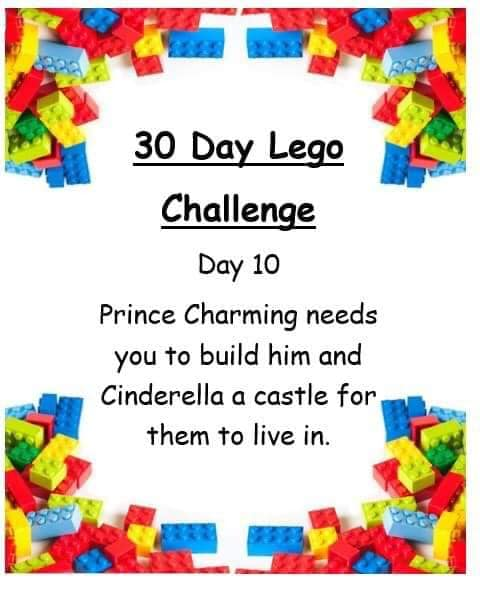 30 Day Lego
Challenge
Day 10
Prince Charming needs
you to build him and
Cinderella a castle for
them to live in.